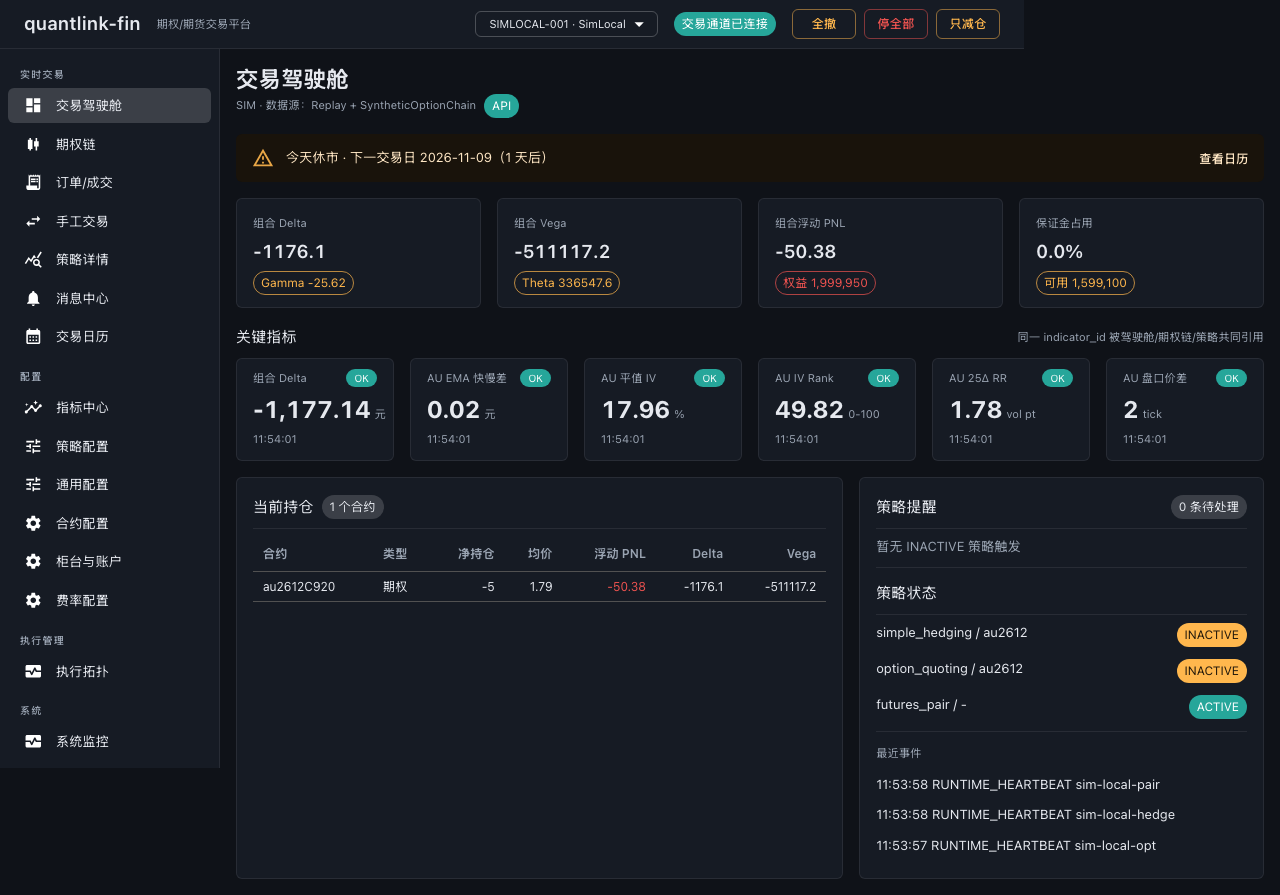 quantlink-fin 期权/期货交易平台 SIMLOCAL-001 · SimLocal 交易通道已连接 全撤 停全部 只减仓
实时交易
交易驾驶舱
期权链
订单/成交
手工交易
策略详情
消息中心
交易日历
配置
指标中心
策略配置
通用配置
合约配置
柜台与账户
费率配置
执行管理
执行拓扑
系统
系统监控
交易驾驶舱
SIM · 数据源: Replay + SyntheticOptionChain API
今天休市 · 下一交易日 2026-11-09（1 天后） 查看日历
组合 Delta
-1176.1
Gamma -25.62
组合 Vega
-511117.2
Theta 336547.6
组合浮动 PNL
-50.38
权益 1,999,950
保证金占用
0.0%
可用 1,599,100
关键指标 同一 indicator_id 被驾驶舱/期权链/策略共同引用
组合 Delta OK
-1,177.14 元
11:54:01
AU EMA 快慢差 OK
0.02 元
11:54:01
AU 平值 IV OK
17.96 %
11:54:01
AU IV Rank OK
49.82 0-100
11:54:01
AU 25Δ RR OK
1.78 vol pt
11:54:01
AU 盘口价差 OK
2 tick
11:54:01
当前持仓 1 个合约
合约 类型 净持仓 均价 浮动 PNL Delta Vega
au2612C920 期权 -5 1.79 -50.38 -1176.1 -511117.2
策略提醒 0 条待处理
暂无 INACTIVE 策略触发
策略状态
simple_hedging / au2612 INACTIVE
option_quoting / au2612 INACTIVE
futures_pair / - ACTIVE
最近事件
11:53:58 RUNTIME_HEARTBEAT sim-local-pair
11:53:58 RUNTIME_HEARTBEAT sim-local-hedge
11:53:57 RUNTIME_HEARTBEAT sim-local-opt